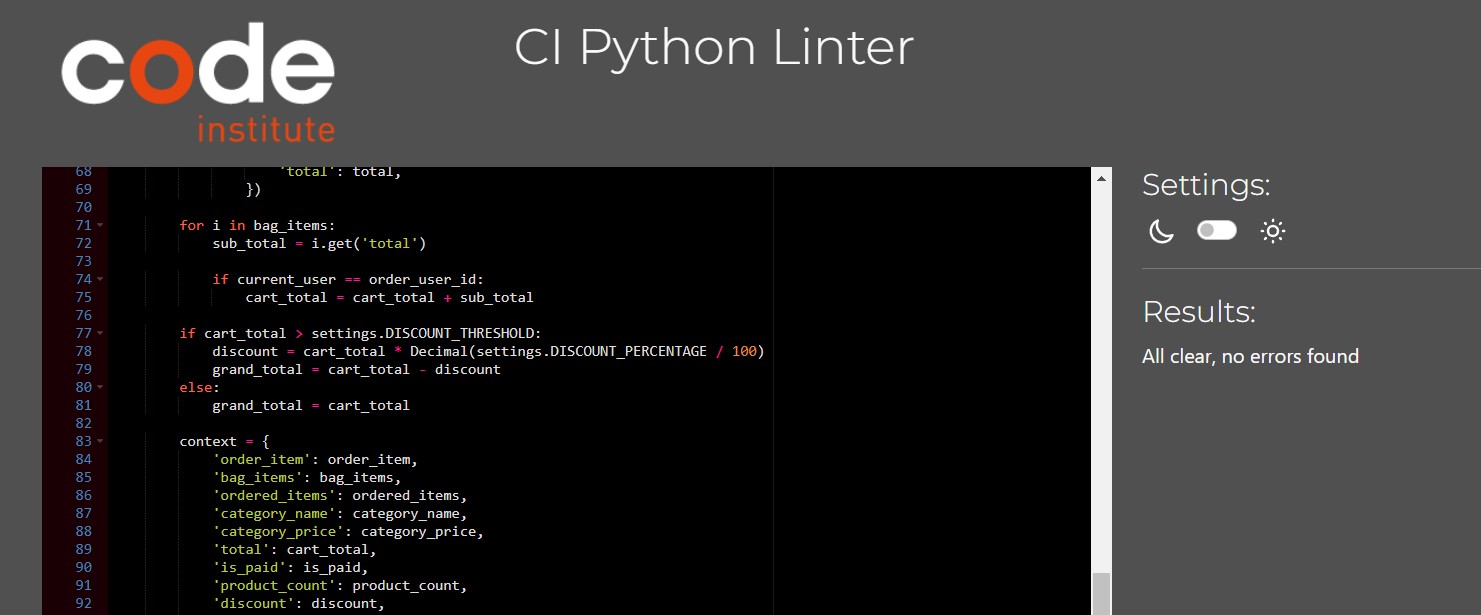 code
institute
CI Python Linter
68 'total': total,
69 })
70
71 for i in bag_items:
72 sub_total = i.get('total')
73
74 if current_user == order_user_id:
75 cart_total = cart_total + sub_total
76
77 if cart_total > settings.DISCOUNT_THRESHOLD:
78 discount = cart_total * Decimal(settings.DISCOUNT_PERCENTAGE / 100)
79 grand_total = cart_total - discount
80 else:
81 grand_total = cart_total
82
83 context = {
84 'order_item': order_item,
85 'bag_items': bag_items,
86 'ordered_items': ordered_items,
87 'category_name': category_name,
88 'category_price': category_price,
89 'total': cart_total,
90 'is_paid': is_paid,
91 'product_count': product_count,
92 'discount': discount,
Settings:
Results:
All clear, no errors found